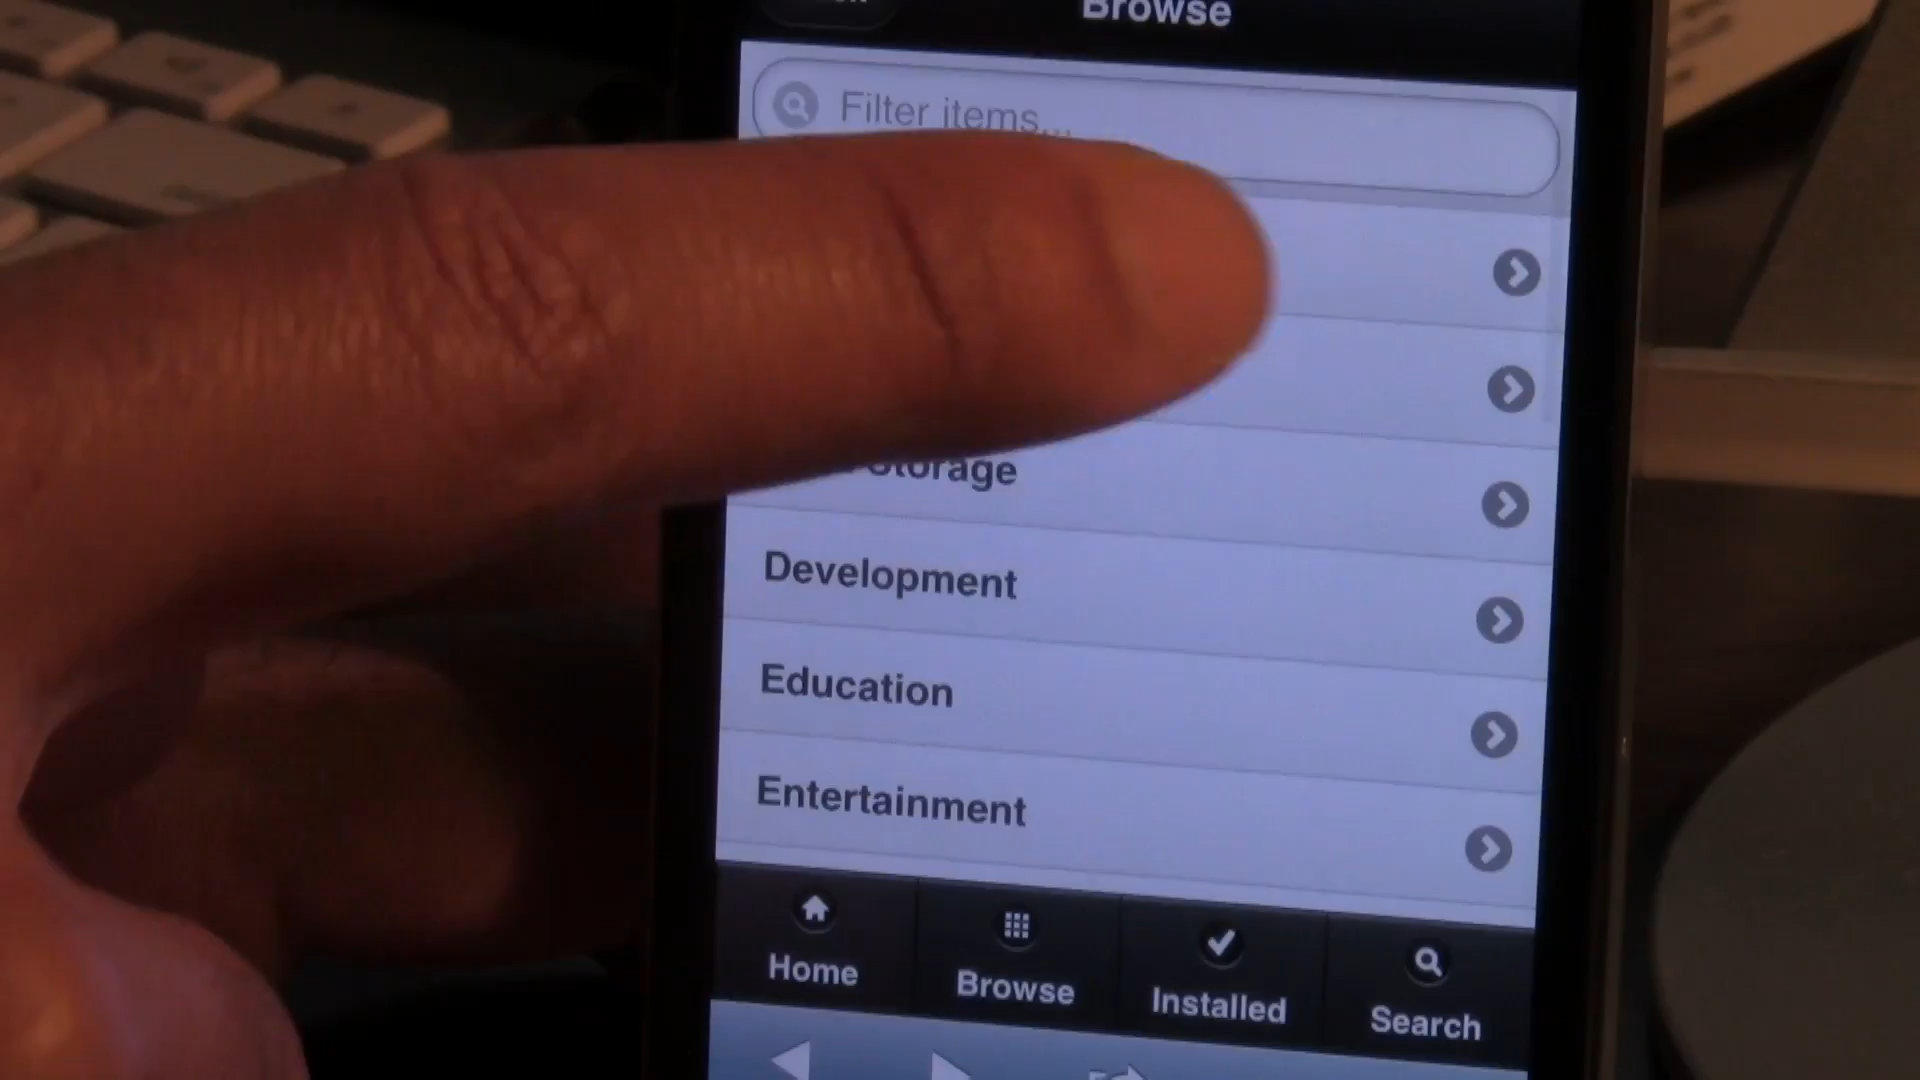 Browse
Filter items...
Storage
Development
Education
Entertainment
Home
Browse
Installed
Search